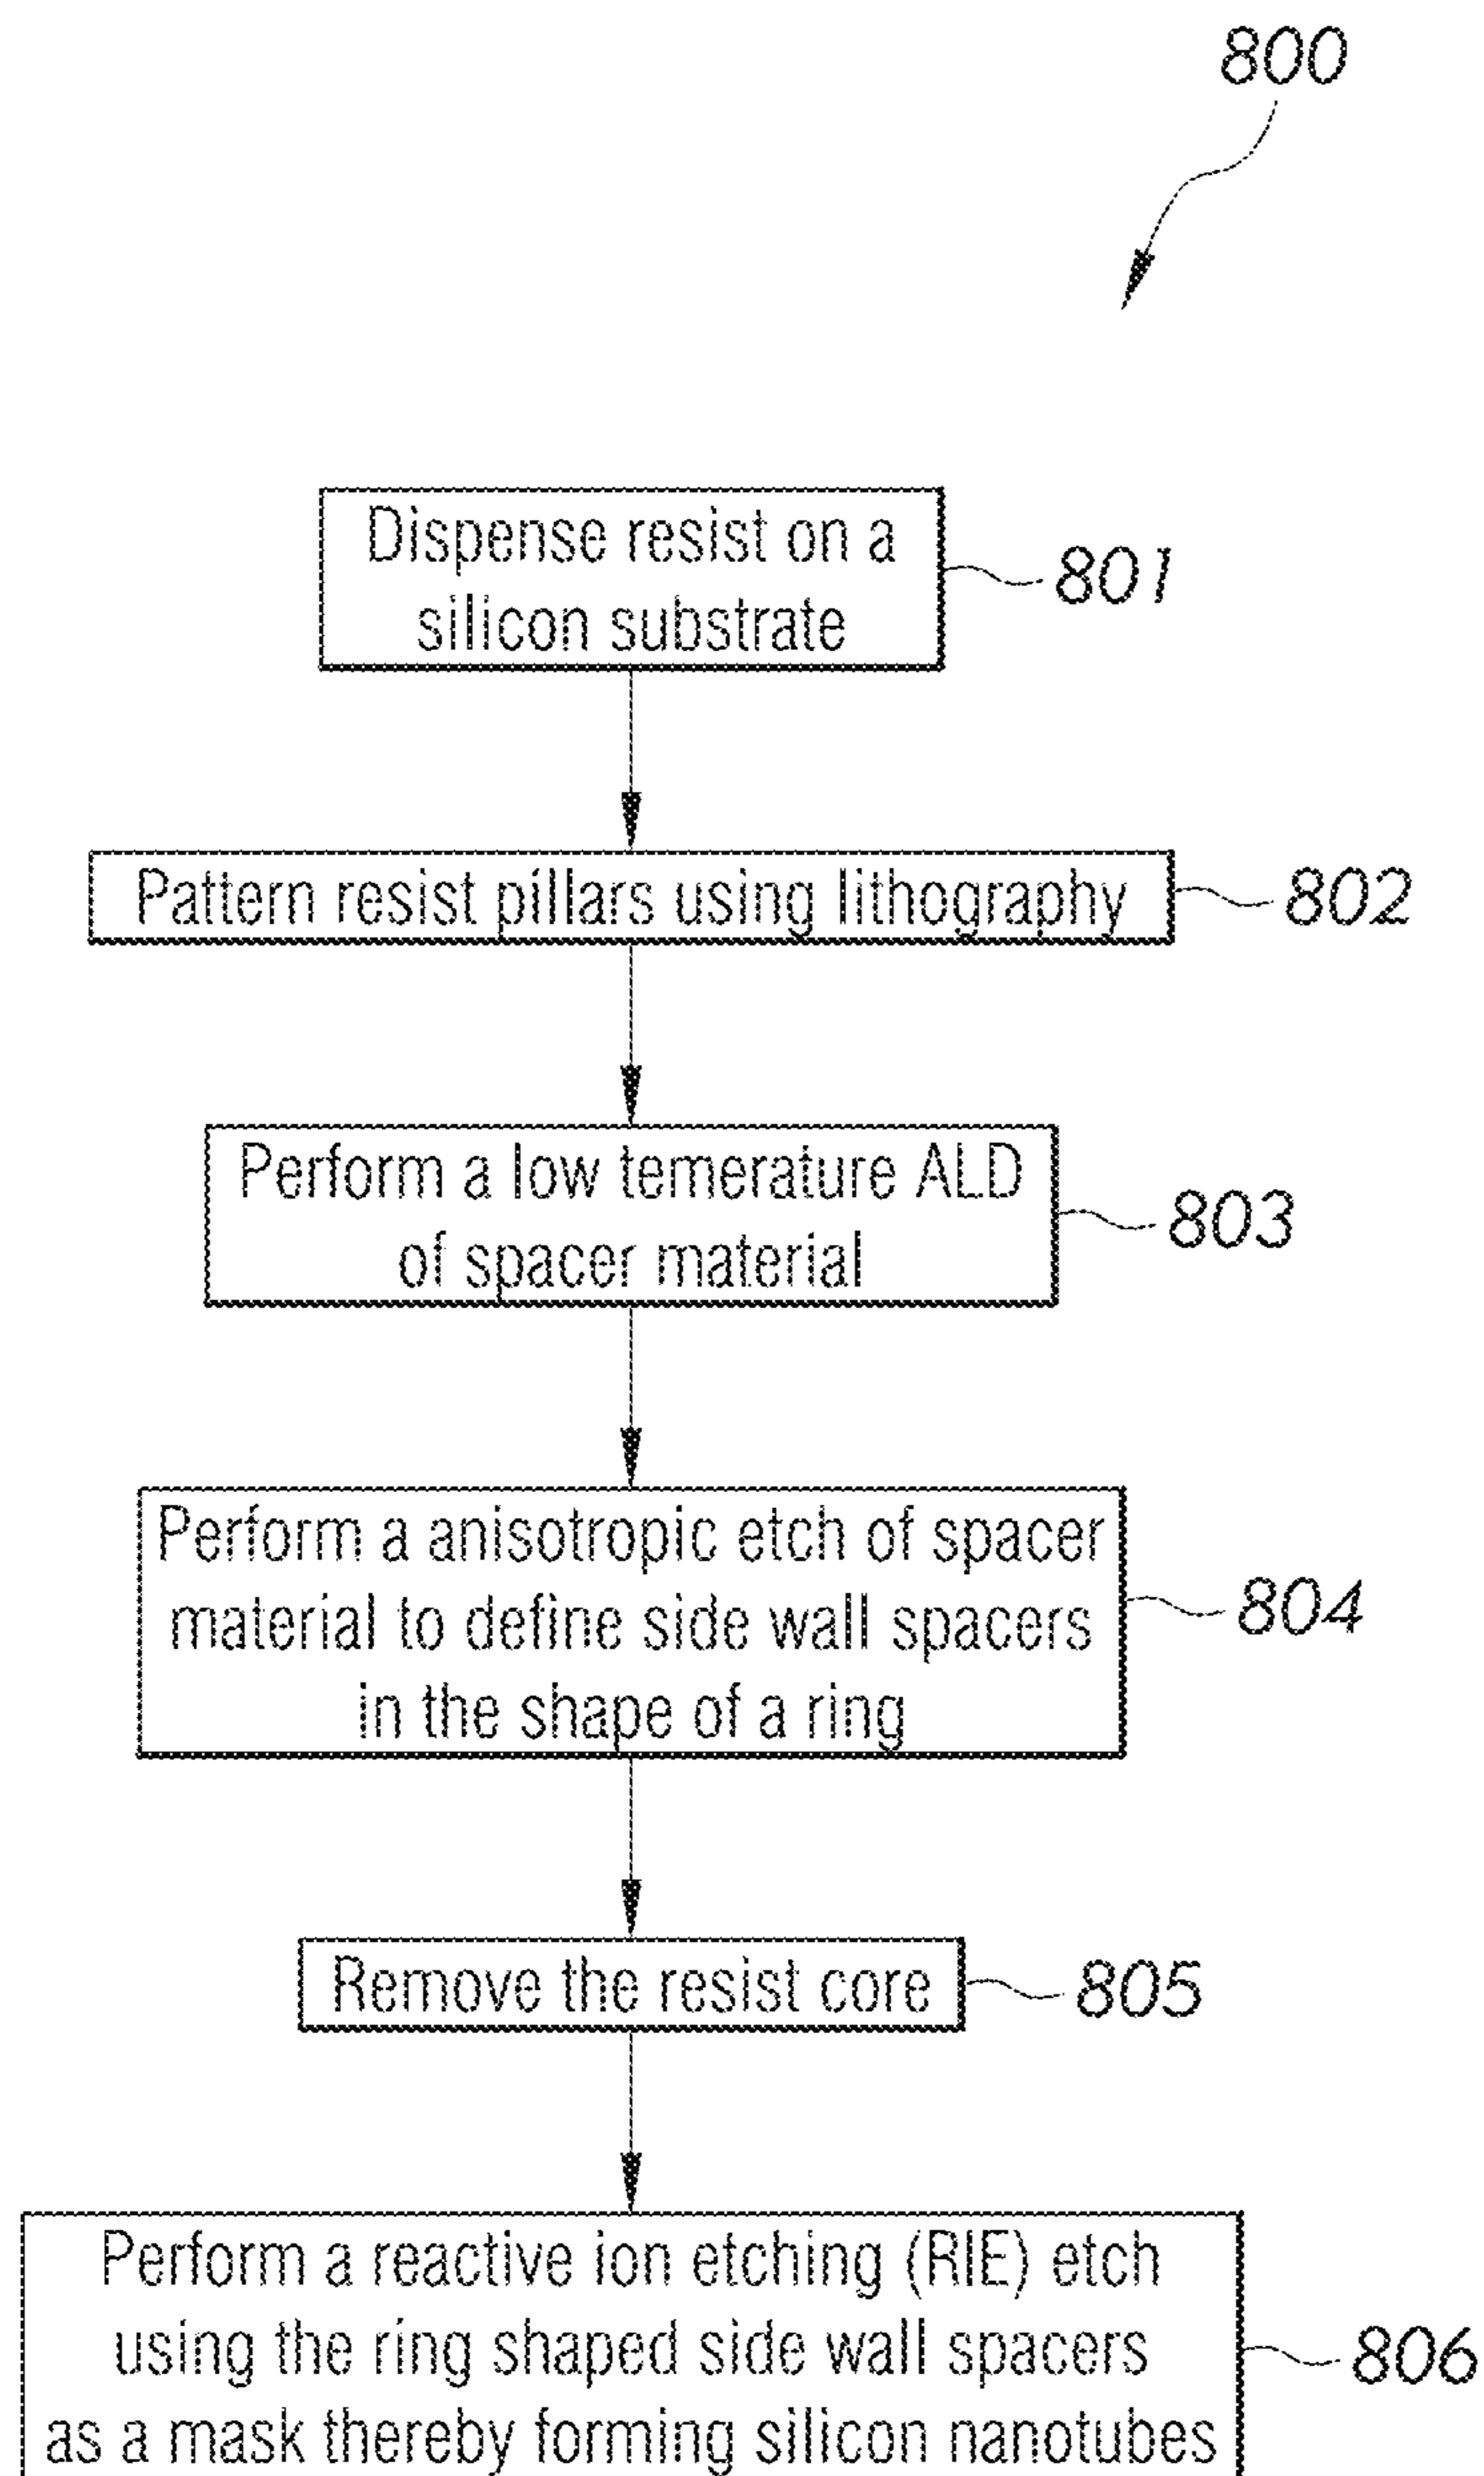 800
Dispense resist on a
silicon substrate
801
Pattern resist pillars using lithography
802
Perform a low temerature ALD
of spacer material
803
Perform a anisotropic etch of spacer
material to define side wall spacers
in the shape of a ring
804
Remove the resist core
805
Perform a reactive ion etching (RIE) etch
using the ring shaped side wall spacers
as a mask thereby forming silicon nanotubes
806